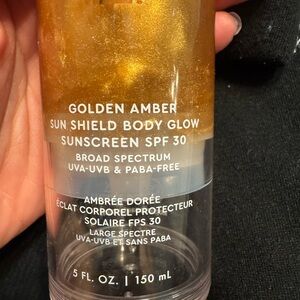 GOLDEN AMBER
SUN SHIELD BODY GLOW
SUNSCREEN SPF 30
BROAD SPECTRUM
UVA-UVB & PABA-FREE
AMBRÉE DORÉE
ÉCLAT CORPOREL PROTECTEUR
SOLAIRE FPS 30
LARGE SPECTRE
UVA-UVB ET SANS PABA
5 FL. OZ. | 150 mL